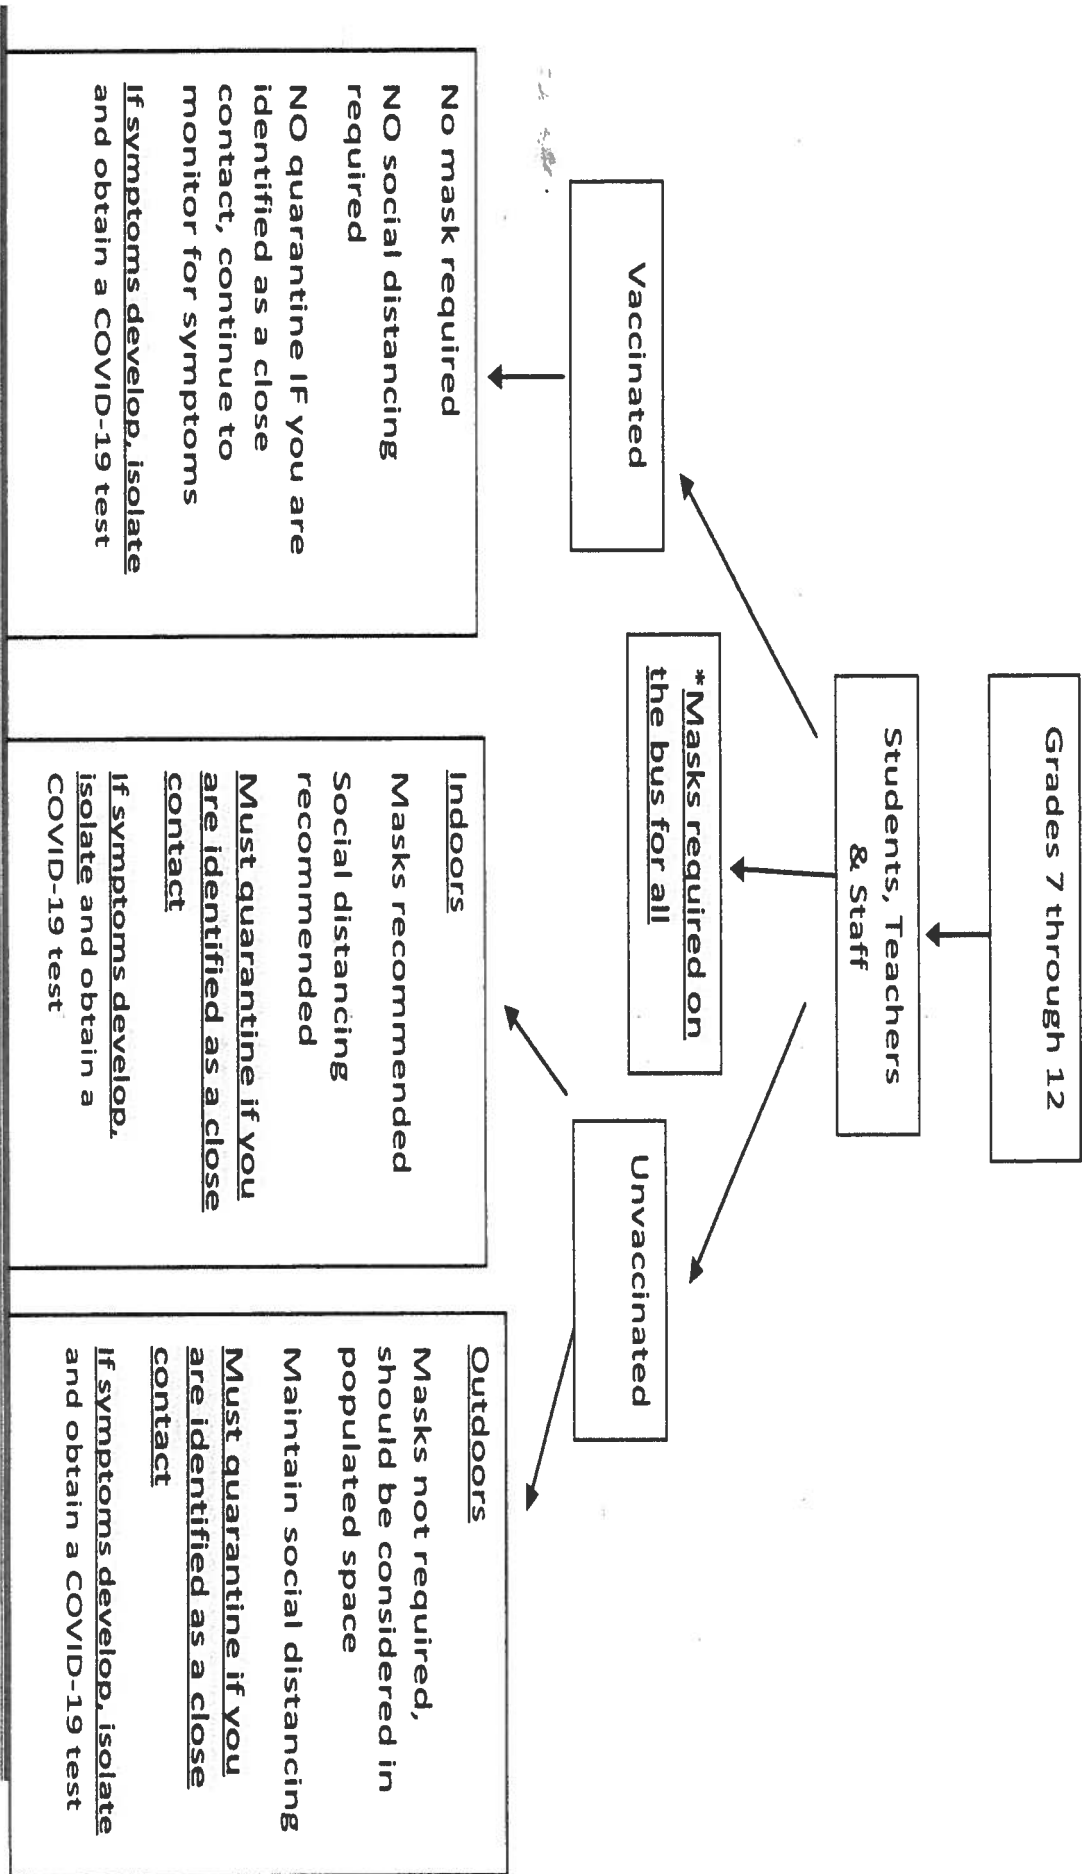 Grades 7 through 12
Students, Teachers
& Staff
*Masks required on
the bus for all
Vaccinated
Unvaccinated
No mask required
NO social distancing
required
NO quarantine IF you are
identified as a close
contact, continue to
monitor for symptoms
If symptoms develop, isolate
and obtain a COVID-19 test
Indoors
Masks recommended
Social distancing
recommended
Must quarantine if you
are identified as a close
contact
If symptoms develop,
isolate and obtain a
COVID-19 test
Outdoors
Masks not required,
should be considered in
populated space
Maintain social distancing
Must quarantine if you
are identified as a close
contact
If symptoms develop, isolate
and obtain a COVID-19 test